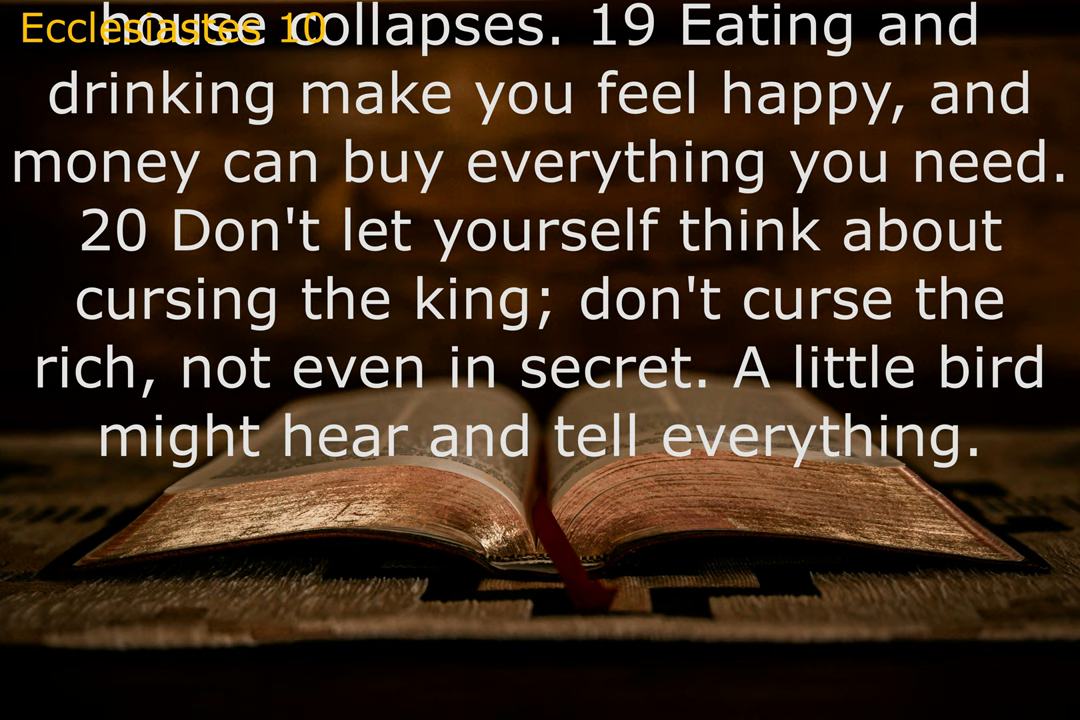 Ecclesiastes 10
house collapses. 19 Eating and
drinking make you feel happy, and
money can buy everything you need.
20 Don't let yourself think about
cursing the king; don't curse the
rich, not even in secret. A little bird
might hear and tell everything.